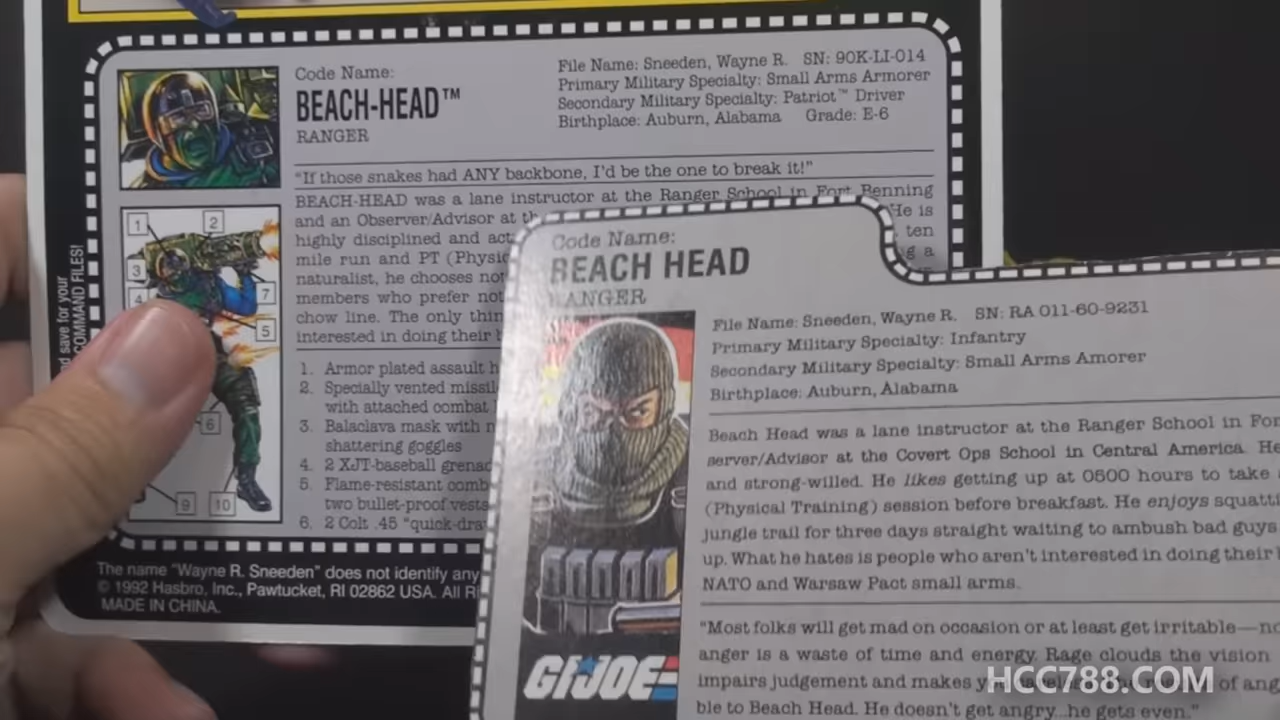 Code Name:
BEACH-HEAD™
RANGER
File Name: Sneeden, Wayne R. SN: 90K-LI-014
Primary Military Specialty: Small Arms Armorer
Secondary Military Specialty: Patriot™ Driver
Birthplace: Auburn, Alabama Grade: E-6
"If those snakes had ANY backbone, I'd be the one to break it!"
BEACH-HEAD was a lane instructor at the Ranger School in Fort Benning
and an Observer/Advisor at He is
highly disciplined and ten
mile run and PT g a
naturalist, he chooses
members who prefer not
chow line. The only
interested in doing their
1
2
3
4
7
5
6
9
10
and save for your
COMMAND FILES!
1. Armor plated assault
2. Specially vented
with attached combat
3. Balaclava mask with
shattering goggles
4. 2 XJT-baseball
5. Flame-resistant
two bullet-proof vests
6. 2 Colt .45
The name "Wayne R. Sneeden" does not identify any
© 1992 Hasbro, Inc., Pawtucket, RI 02862 USA. All
MADE IN CHINA.
Code Name:
BEACH HEAD
RANGER
File Name: Sneeden, Wayne R. SN: RA 011-60-9231
Primary Military Specialty: Infantry
Secondary Military Specialty: Small Arms Amorer
Birthplace: Auburn, Alabama
Beach Head was a lane instructor at the Ranger School in
server/Advisor at the Covert Ops School in Central America. He
and strong-willed. He likes getting up at 0500 hours to take
(Physical Training) session before breakfast. He enjoys
jungle trail for three days straight waiting to ambush bad guys
up. What he hates is people who aren't interested in doing their
NATO and Warsaw Pact small arms.
"Most folks will get mad on occasion or at least get irritable—
anger is a waste of time and energy. Rage clouds the vision
impairs judgement and makes of
ble to Beach Head. He doesn't get angry...he gets even."
GI JOE
HCC788.COM